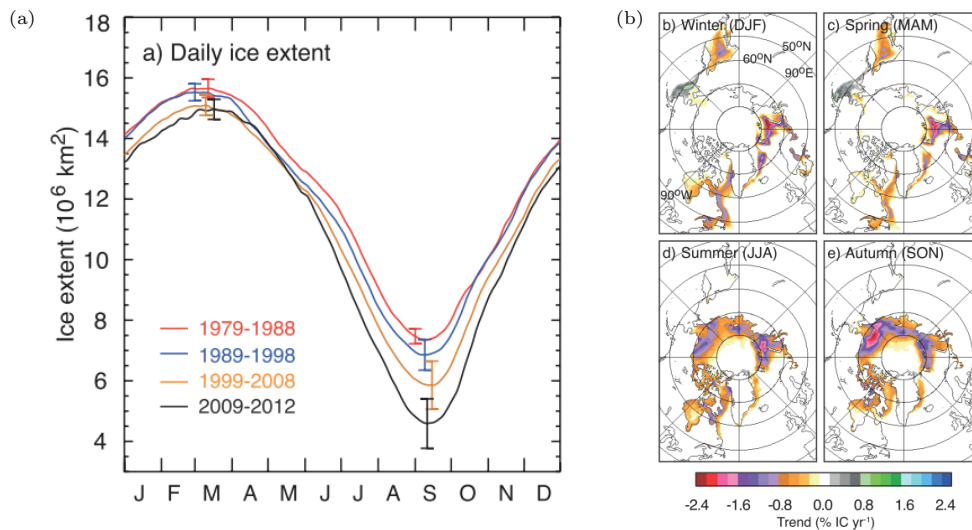 (a)
a) Daily ice extent
Ice extent (10⁶ km2)
16
14
12
10
8
6
4
1979-1988
1989-1998
1999-2008
2009-2012
J F M A M J J A S O N D
(b)
b) Winter (DJF)
50°N
60°N
90°E
90°W
c) Spring (MAM)
d) Summer (JJA)
e) Autumn (SON)
-2.4 -1.6 -0.8 0.0 0.8 1.6 2.4
Trend (% IC yr⁻¹)